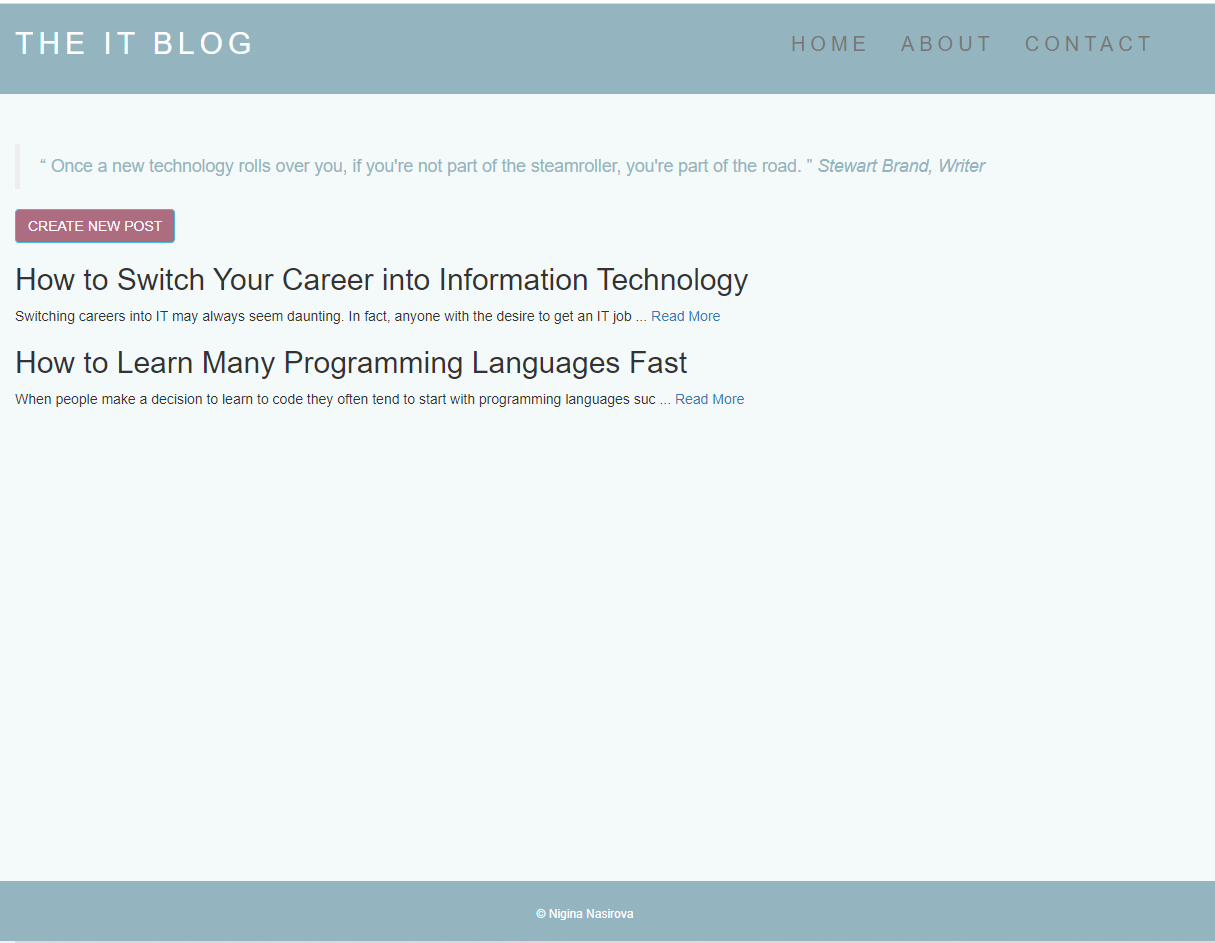 THE IT BLOG HOME ABOUT CONTACT
“ Once a new technology rolls over you, if you're not part of the steamroller, you're part of the road. ” Stewart Brand, Writer
CREATE NEW POST
How to Switch Your Career into Information Technology
Switching careers into IT may always seem daunting. In fact, anyone with the desire to get an IT job ... Read More
How to Learn Many Programming Languages Fast
When people make a decision to learn to code they often tend to start with programming languages suc ... Read More
© Nigina Nasirova